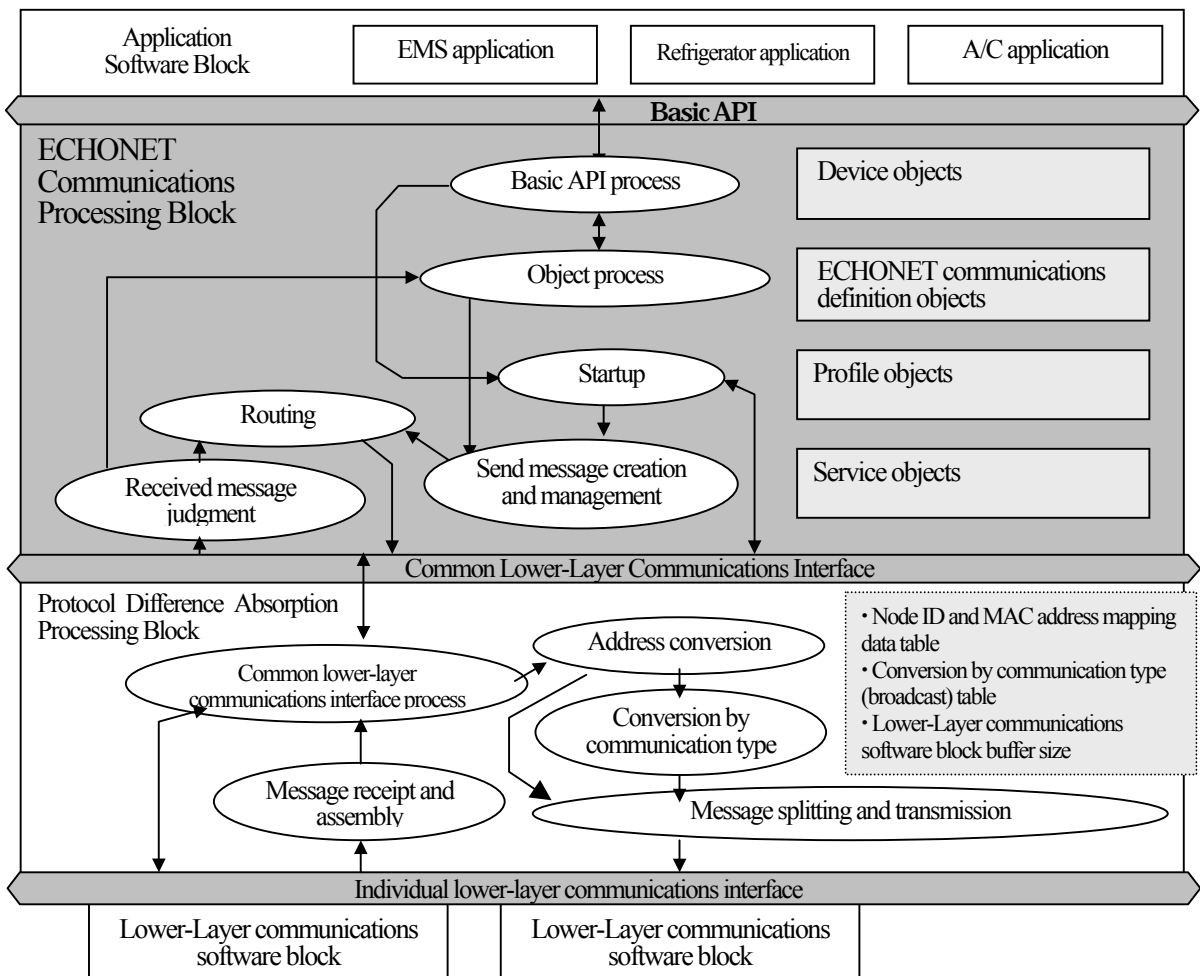 Application
Software Block
EMS application
Refrigerator application
A/C application
Basic API
ECHONET
Communications
Processing Block
Basic API process
Device objects
Object process
ECHONET communications
definition objects
Startup
Profile objects
Routing
Send message creation
and management
Service objects
Received message
judgment
Common Lower-Layer Communications Interface
Protocol Difference Absorption
Processing Block
Address conversion
・Node ID and MAC address mapping
data table
・Conversion by communication type
(broadcast) table
・Lower-Layer communications
software block buffer size
Common lower-layer
communications interface process
Conversion by
communication type
Message receipt and
assembly
Message splitting and transmission
Individual lower-layer communications interface
Lower-Layer communications
software block
Lower-Layer communications
software block